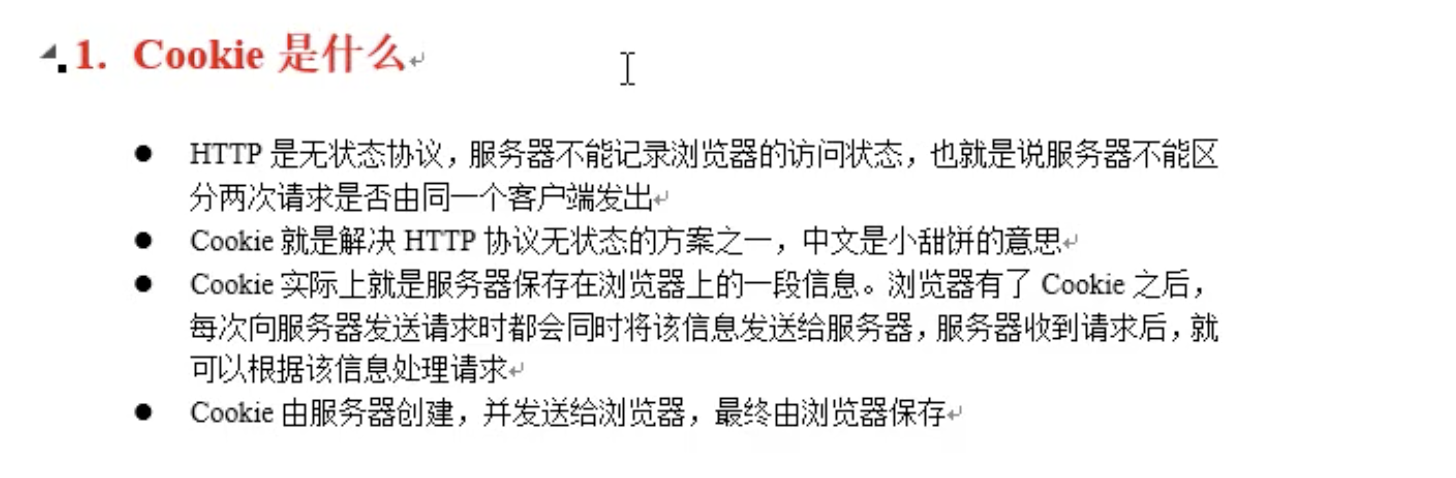 1. Cookie 是什么
● HTTP 是无状态协议，服务器不能记录浏览器的访问状态，也就是说服务器不能区
分两次请求是否由同一个客户端发出
● Cookie 就是解决 HTTP 协议无状态的方案之一，中文是小甜饼的意思
● Cookie 实际上就是服务器保存在浏览器上的一段信息。浏览器有了 Cookie 之后，
每次向服务器发送请求时都会同时将该信息发送给服务器，服务器收到请求后，就
可以根据该信息处理请求
● Cookie 由服务器创建，并发送给浏览器，最终由浏览器保存